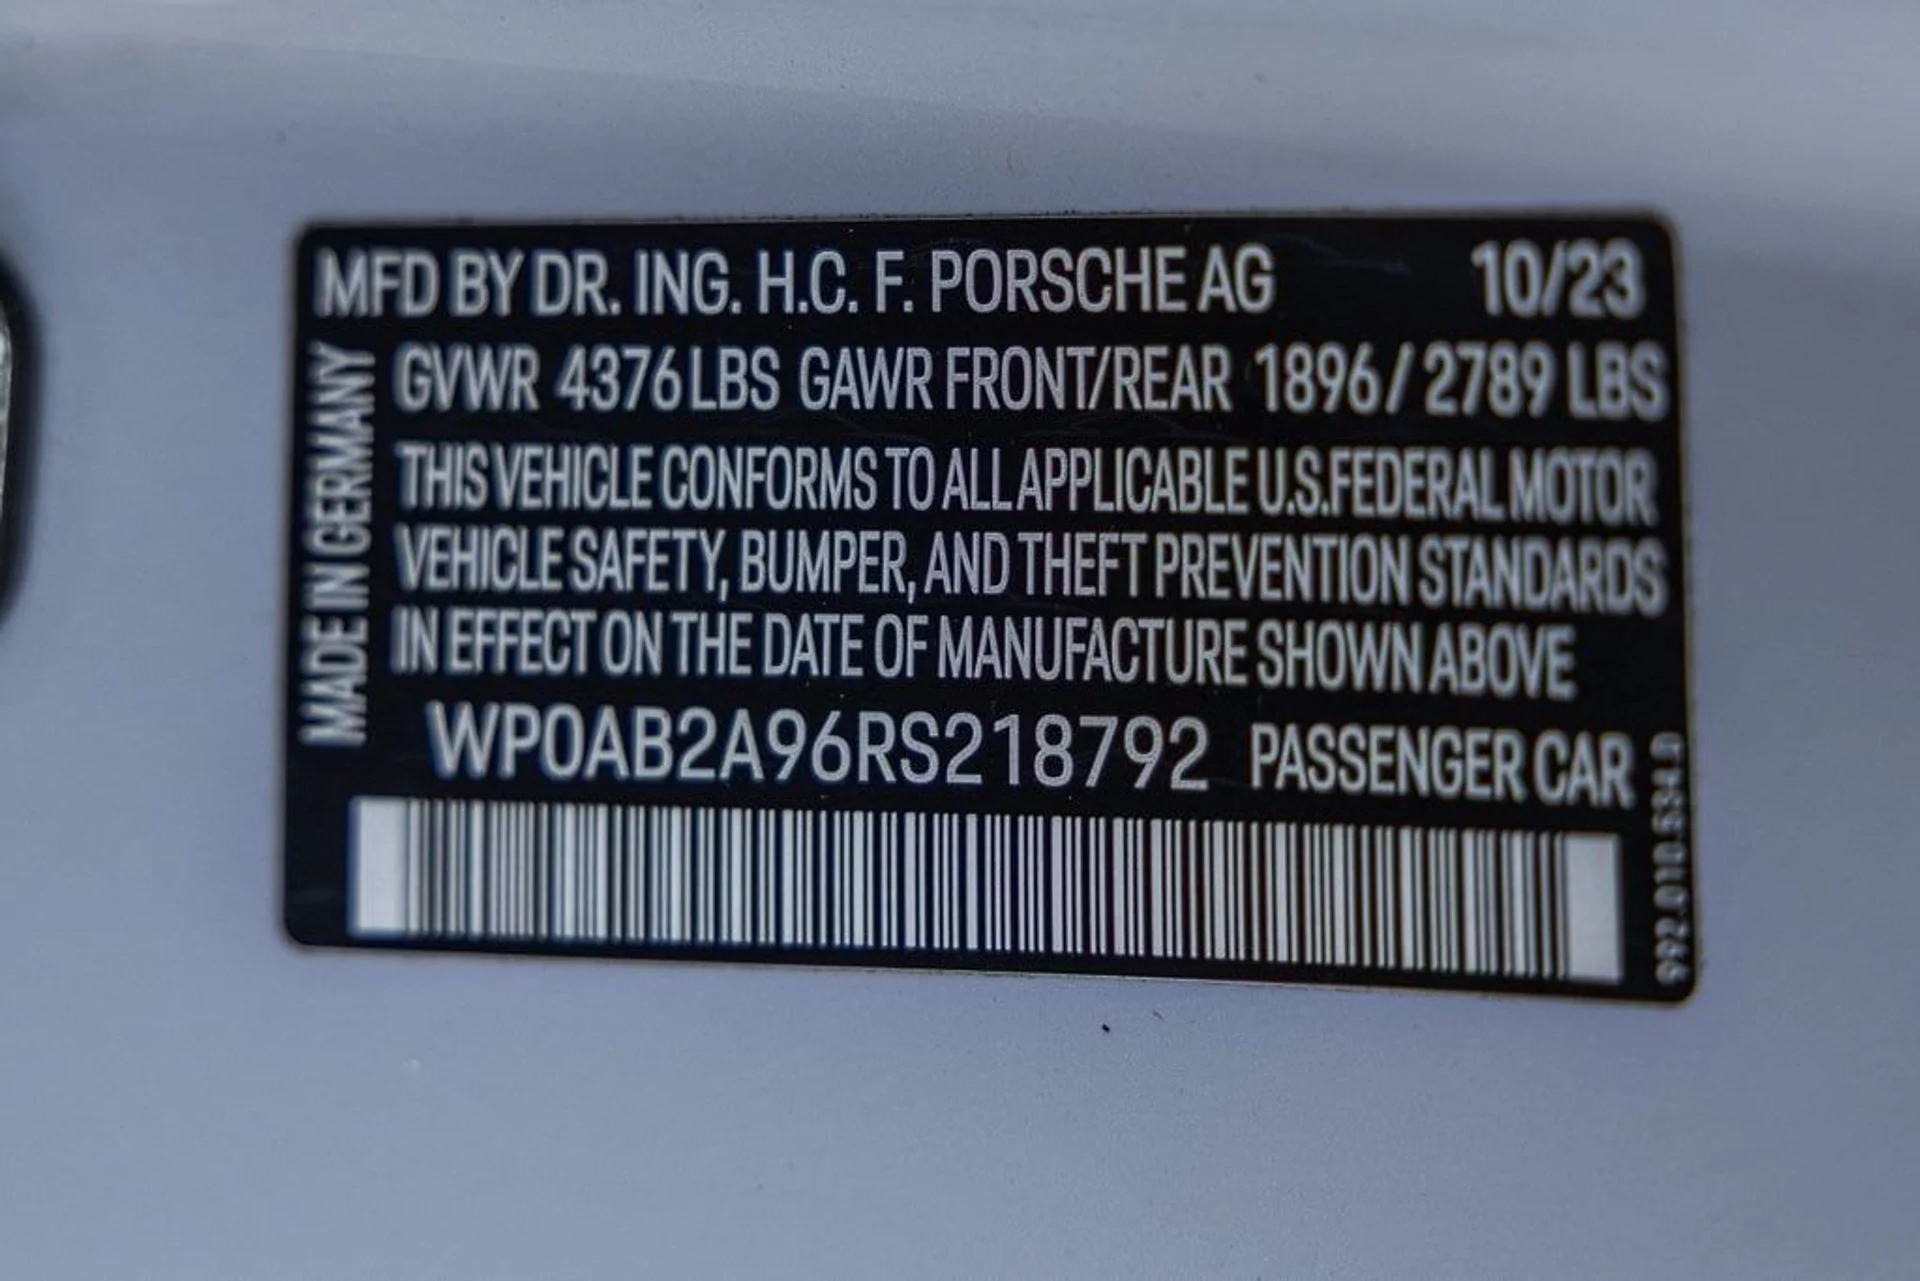 MFD BY DR. ING. H.C. F. PORSCHE AG 10/23
MADE IN GERMANY
GVWR 4376 LBS GAWR FRONT/REAR 1896/2789 LBS
THIS VEHICLE CONFORMS TO ALL APPLICABLE U.S.FEDERAL MOTOR
VEHICLE SAFETY, BUMPER, AND THEFT PREVENTION STANDARDS
IN EFFECT ON THE DATE OF MANUFACTURE SHOWN ABOVE
WP0AB2A96RS218792 PASSENGER CAR